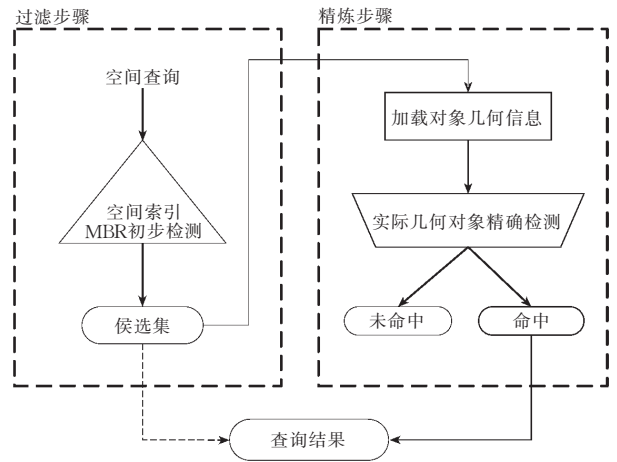 过滤步骤
空间查询
空间索引
MBR初步检测
侯选集
精炼步骤
加载对象几何信息
实际几何对象精确检测
未命中
命中
查询结果